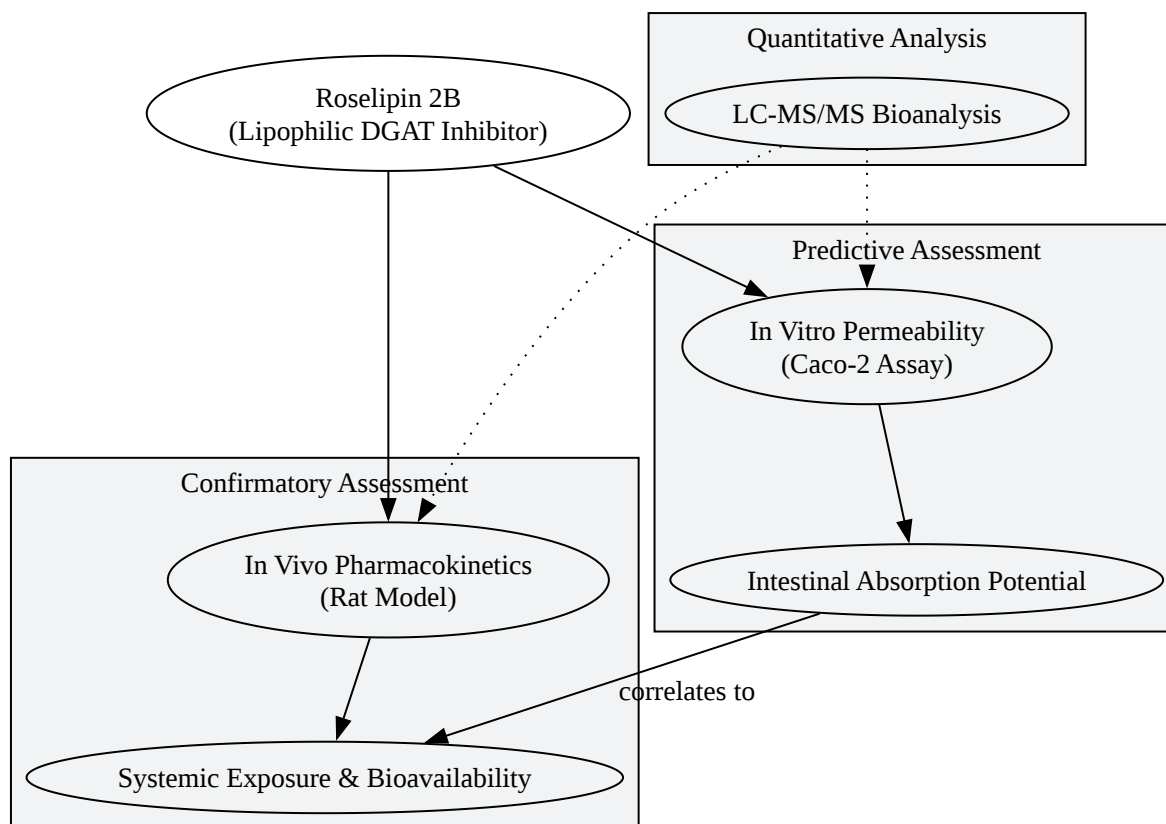 Quantitative Analysis
Roselipin 2B
(Lipophilic DGAT Inhibitor)
LC-MS/MS Bioanalysis
Predictive Assessment
In Vitro Permeability
(Caco-2 Assay)
Confirmatory Assessment
In Vivo Pharmacokinetics
(Rat Model)
Intestinal Absorption Potential
correlates to
Systemic Exposure & Bioavailability